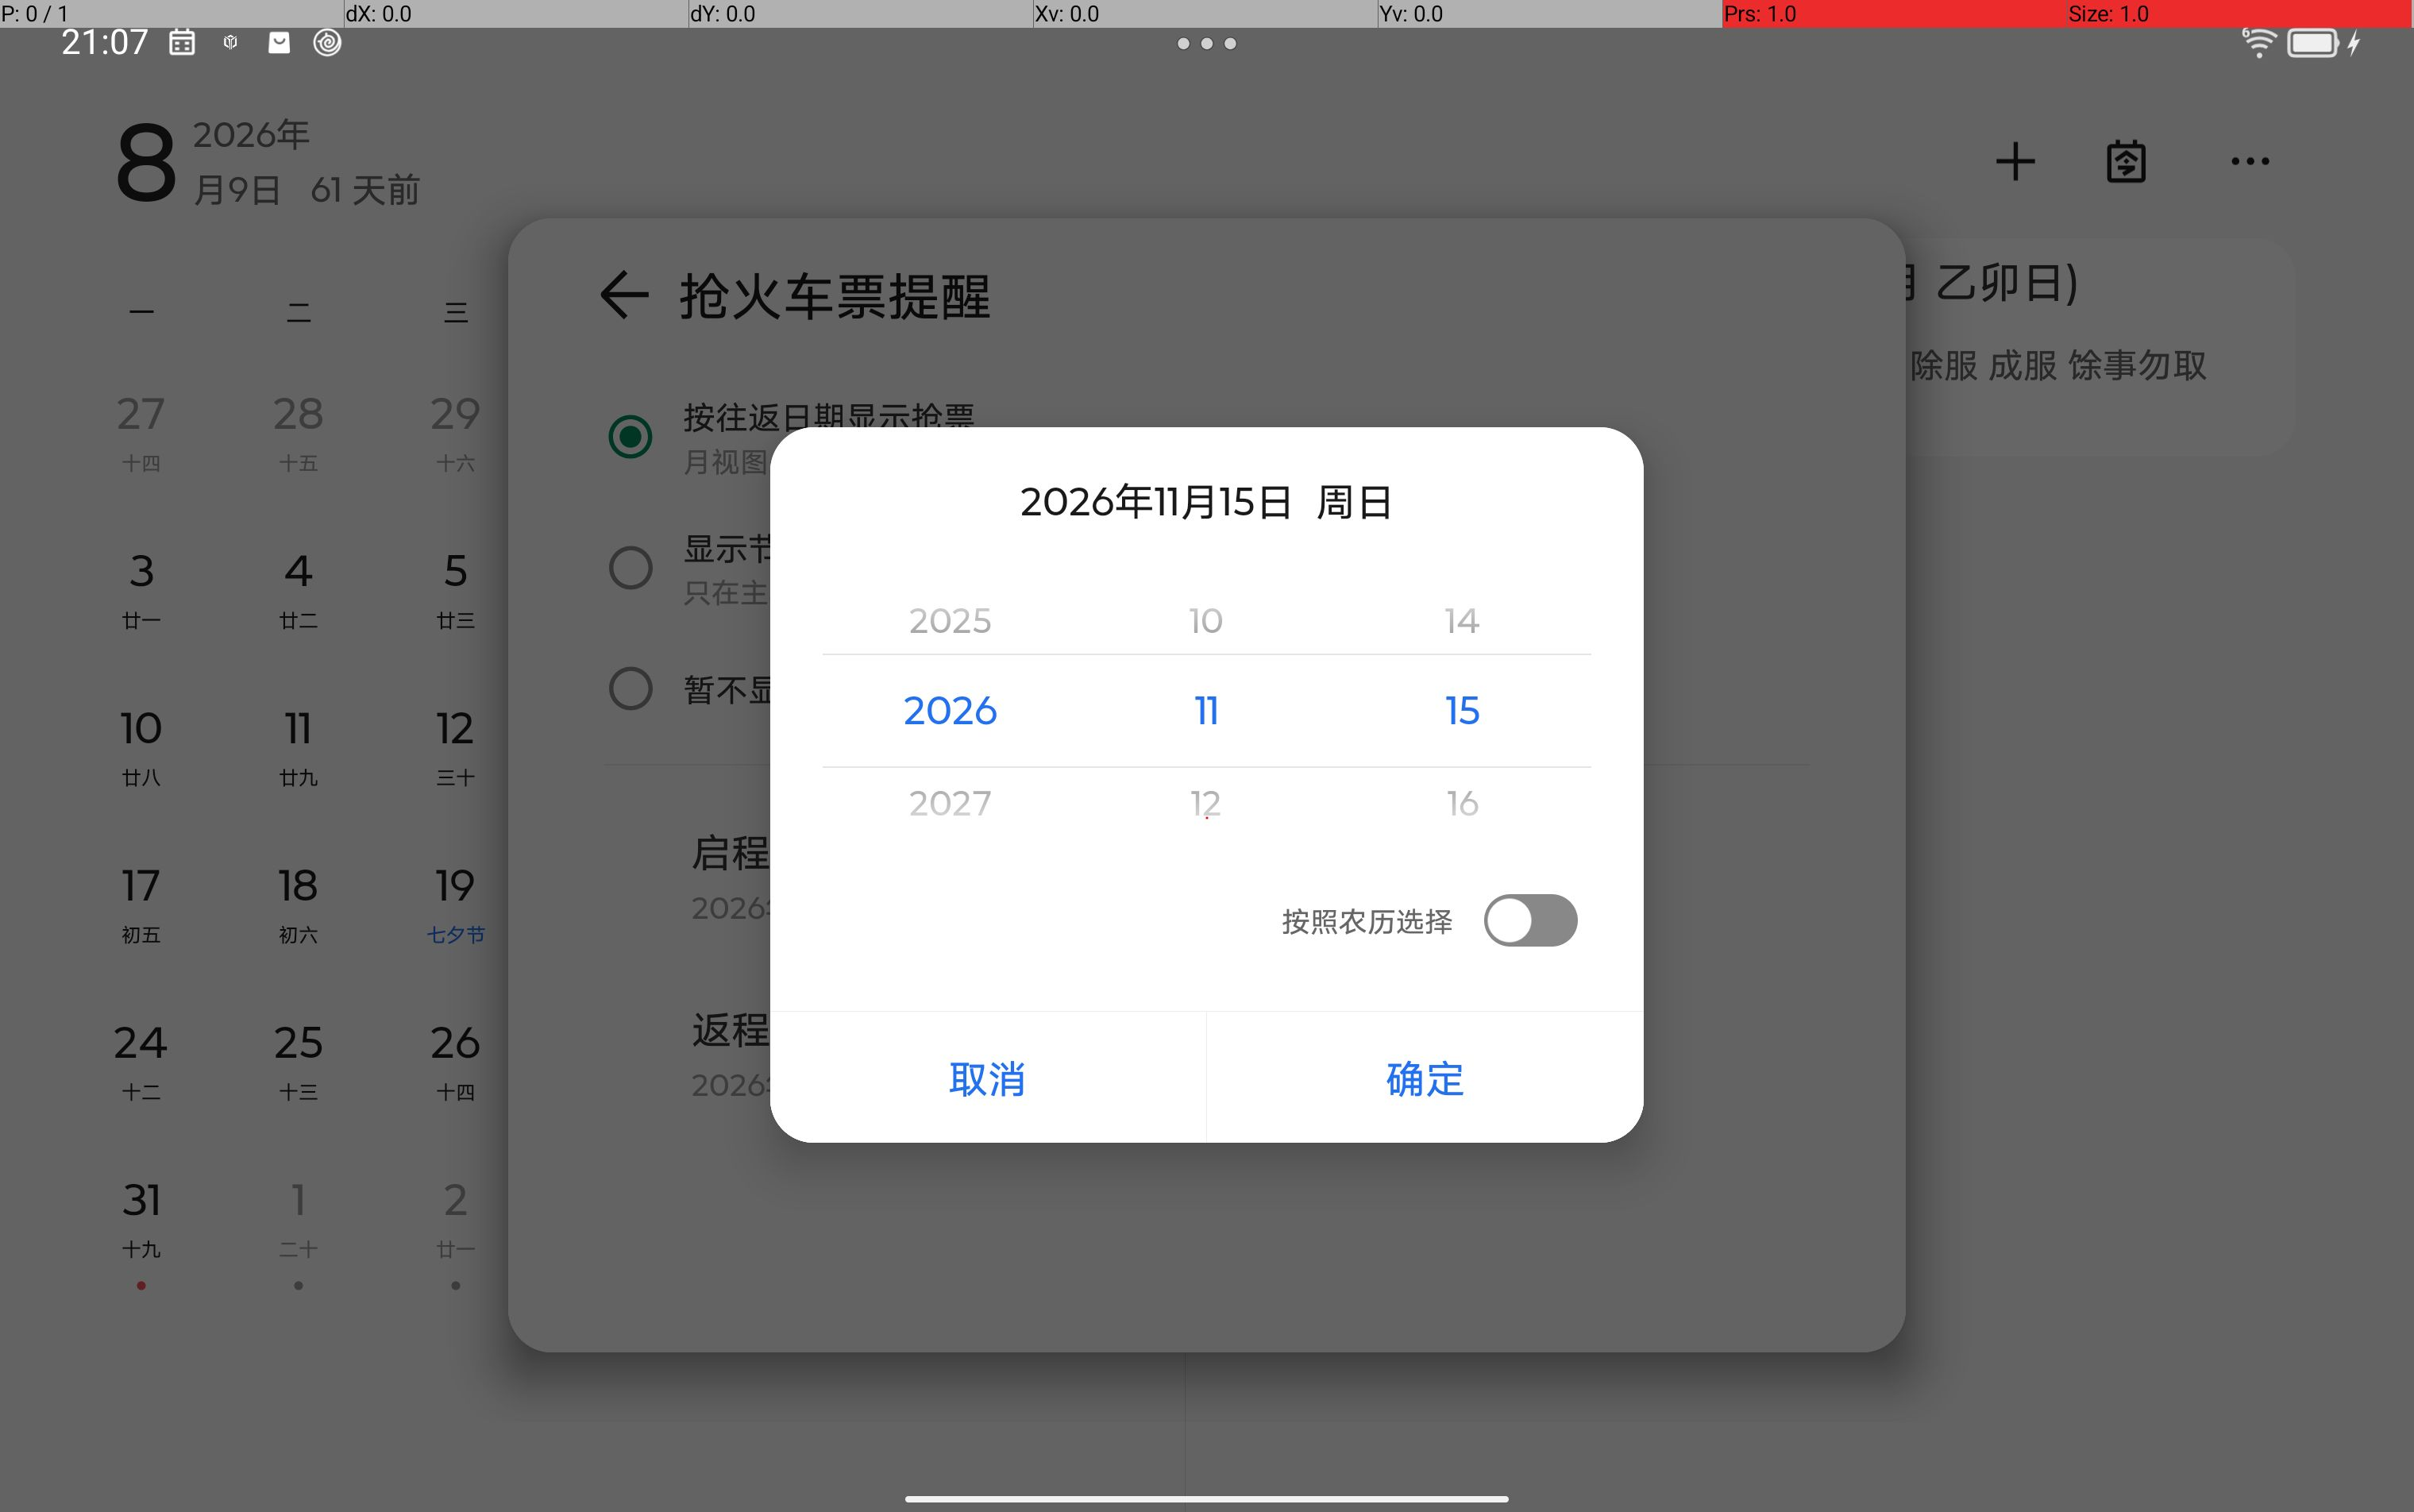 P: 0 / 1 dX: 0.0 dY: 0.0 Xv: 0.0 Yv: 0.0 Prs: 1.0 Size: 1.0
21:07
6
8 2026年
月9日 61 天前
一 二 三
抢火车票提醒
月 乙卯日)
除服 成服 馀事勿取
27 28 29
十四 十五 十六
按往返日期显示抢票
月视图
2026年11月15日 周日
3 4 5
廿一 廿二 廿三
显示节
只在主
2025 10 14
2026 11 15
2027 12 16
暂不显
10 11 12
廿八 廿九 三十
17 18 19
初五 初六 七夕节
启程
2026
按照农历选择
24 25 26
十二 十三 十四
返程
2026
取消 确定
31 1 2
十九 二十 廿一